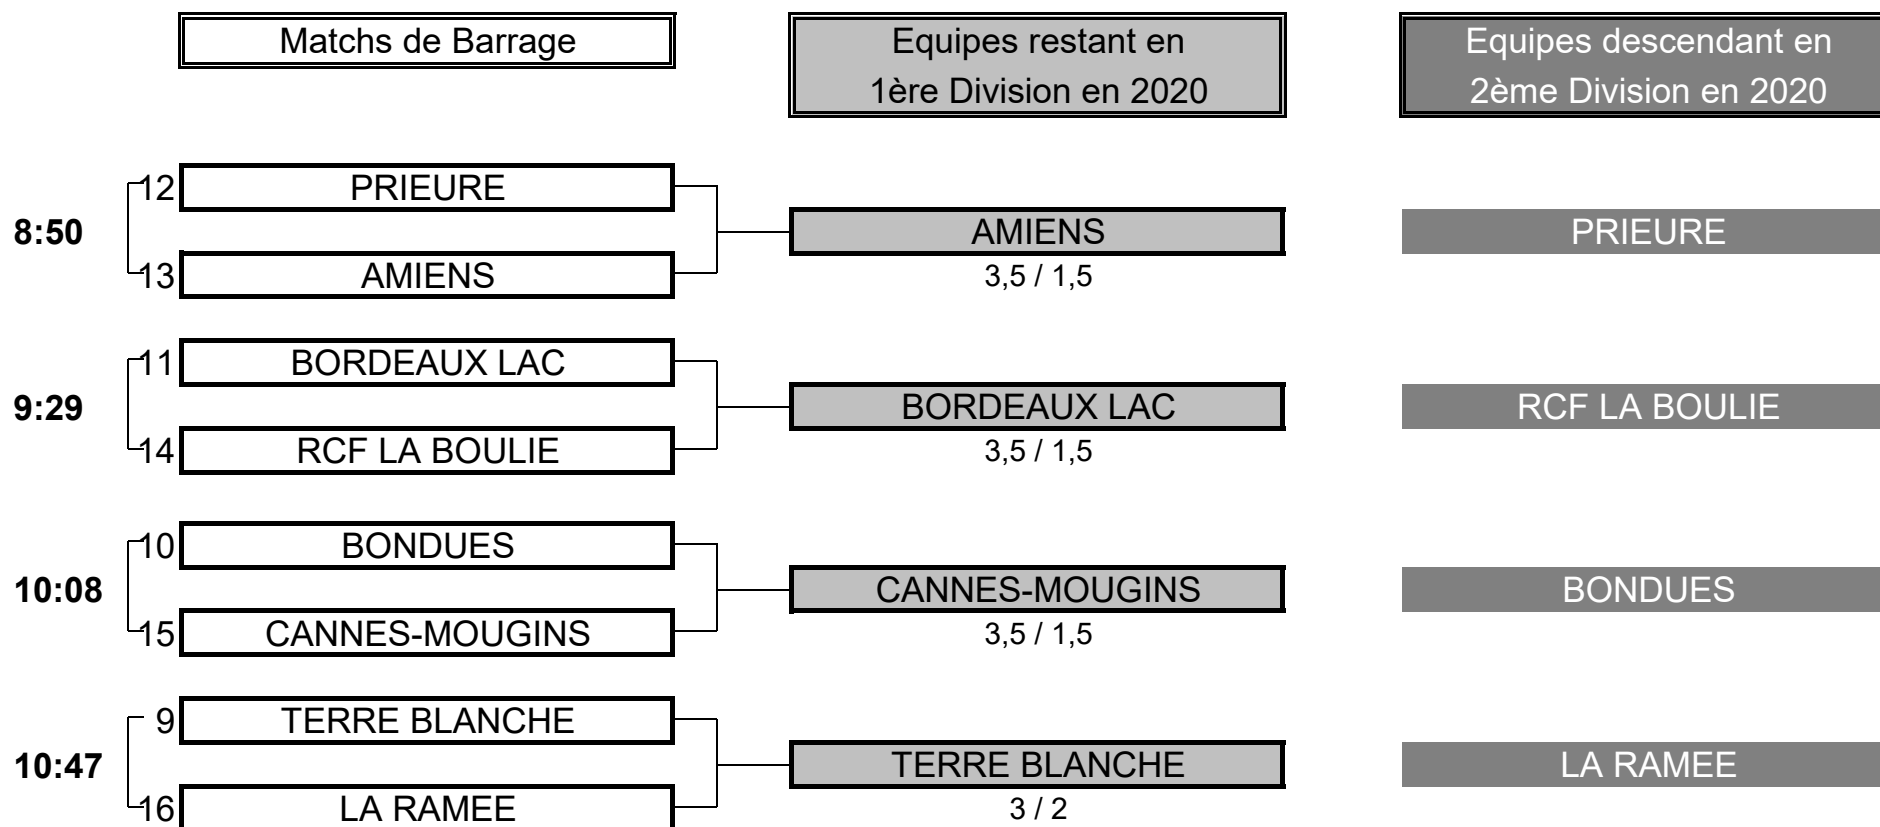 Matchs de Barrage
Equipes restant en
1ère Division en 2020
Equipes descendant en
2ème Division en 2020
12 PRIEURE
8:50 AMIENS PRIEURE
13 AMIENS 3,5 / 1,5
11 BORDEAUX LAC
9:29 BORDEAUX LAC RCF LA BOULIE
14 RCF LA BOULIE 3,5 / 1,5
10 BONDUES
10:08 CANNES-MOUGINS BONDUES
15 CANNES-MOUGINS 3,5 / 1,5
9 TERRE BLANCHE
10:47 TERRE BLANCHE LA RAMEE
16 LA RAMEE 3 / 2